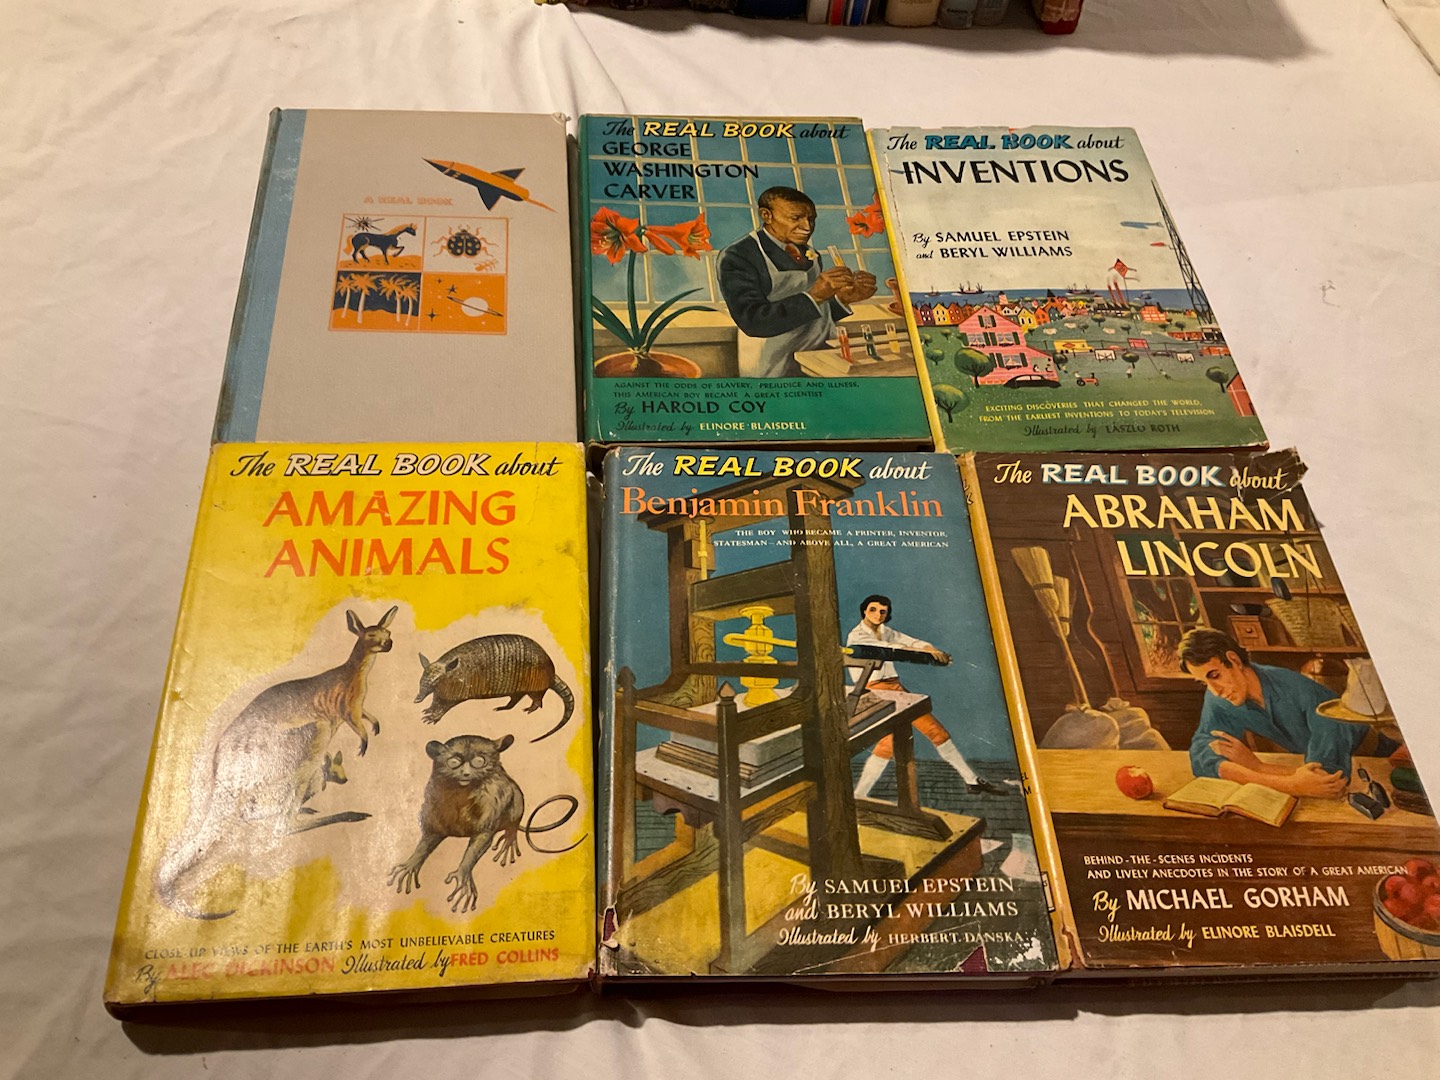 A REAL BOOK
The REAL BOOK about
GEORGE
WASHINGTON
CARVER
AGAINST THE ODDS OF SLAVERY, PREJUDICE AND ILLNESS,
THIS AMERICAN BOY BECAME A GREAT SCIENTIST
By HAROLD COY
Illustrated by ELINORE BLAISDELL
The REAL BOOK about
INVENTIONS
By SAMUEL EPSTEIN
and BERYL WILLIAMS
EXCITING DISCOVERIES THAT CHANGED THE WORLD,
FROM THE EARLIEST INVENTIONS TO TODAY'S TELEVISION
Illustrated by LASZLO ROTH
The REAL BOOK about
AMAZING
ANIMALS
CLOSE-UP VIEWS OF THE EARTH'S MOST UNBELIEVABLE CREATURES
By ALEC DICKINSON Illustrated by FRED COLLINS
The REAL BOOK about
Benjamin Franklin
THE BOY WHO BECAME A PRINTER, INVENTOR,
STATESMAN—AND ABOVE ALL, A GREAT AMERICAN
By SAMUEL EPSTEIN
and BERYL WILLIAMS
Illustrated by HERBERT DANSKA
The REAL BOOK about
ABRAHAM
LINCOLN
BEHIND-THE-SCENES INCIDENTS
AND LIVELY ANECDOTES IN THE STORY OF A GREAT AMERICAN
By MICHAEL GORHAM
Illustrated by ELINORE BLAISDELL